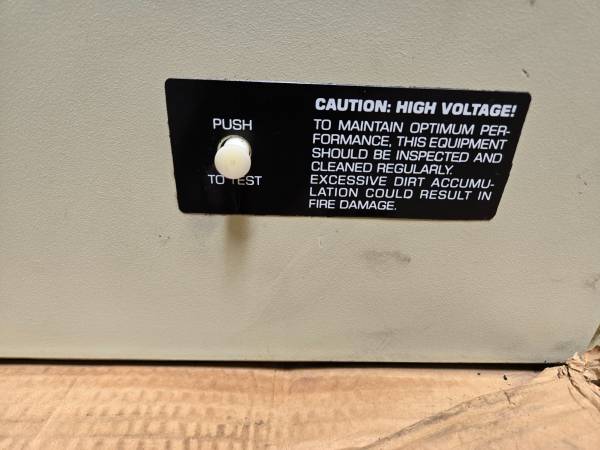 PUSH
TO TEST
CAUTION: HIGH VOLTAGE!
TO MAINTAIN OPTIMUM PER-
FORMANCE, THIS EQUIPMENT
SHOULD BE INSPECTED AND
CLEANED REGULARLY.
EXCESSIVE DIRT ACCUMU-
LATION COULD RESULT IN
FIRE DAMAGE.